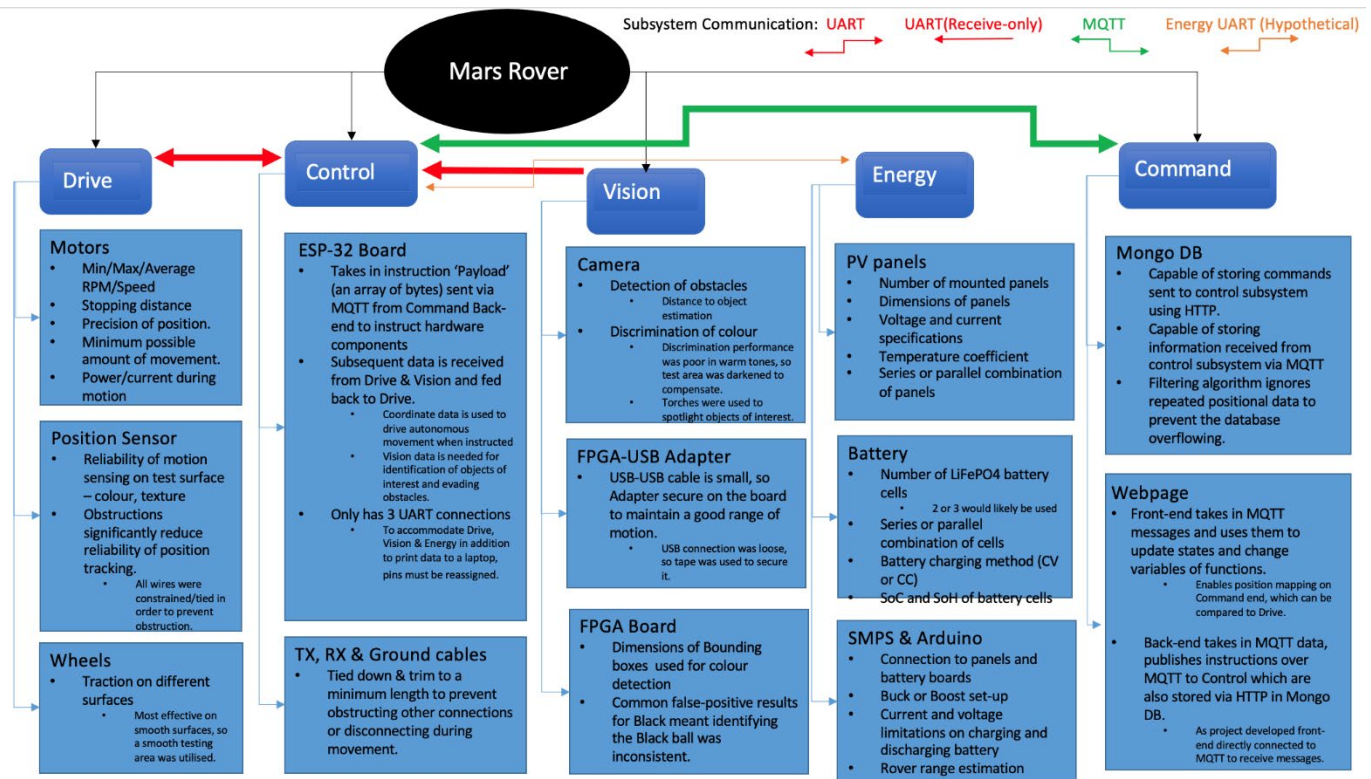 Subsystem Communication: UART UART(Receive-only) MQTT Energy UART (Hypothetical)
Mars Rover
Drive
Control
Vision
Energy
Command
Motors
• Min/Max/Average
RPM/Speed
• Stopping distance
• Precision of position.
• Minimum possible
amount of movement.
• Power/current during
motion
Position Sensor
• Reliability of motion
sensing on test surface
– colour, texture
• Obstructions
significantly reduce
reliability of position
tracking.
• All wires were
constrained/tied in
order to prevent
obstruction.
Wheels
• Traction on different
surfaces
• Most effective on
smooth surfaces, so
a smooth testing
area was utilised.
ESP-32 Board
• Takes in instruction ‘Payload’
(an array of bytes) sent via
MQTT from Command Back-
end to instruct hardware
components
• Subsequent data is received
from Drive & Vision and fed
back to Drive.
• Coordinate data is used to
drive autonomous
movement when instructed
• Vision data is needed for
identification of objects of
interest and evading
obstacles.
• Only has 3 UART connections
• To accommodate Drive,
Vision & Energy in addition
to print data to a laptop,
pins must be reassigned.
TX, RX & Ground cables
• Tied down & trim to a
minimum length to prevent
obstructing other connections
or disconnecting during
movement.
Camera
• Detection of obstacles
• Distance to object
estimation
• Discrimination of colour
• Discrimination performance
was poor in warm tones, so
test area was darkened to
compensate.
• Torches were used to
spotlight objects of interest.
FPGA-USB Adapter
• USB-USB cable is small, so
Adapter secure on the board
to maintain a good range of
motion.
• USB connection was loose,
so tape was used to secure
it.
FPGA Board
• Dimensions of Bounding
boxes used for colour
detection
• Common false-positive results
for Black meant identifying
the Black ball was
inconsistent.
PV panels
• Number of mounted panels
• Dimensions of panels
• Voltage and current
specifications
• Temperature coefficient
• Series or parallel combination
of panels
Battery
• Number of LiFePO4 battery
cells
• 2 or 3 would likely be used
• Series or parallel
combination of cells
• Battery charging method (CV
or CC)
• SoC and SoH of battery cells
SMPS & Arduino
• Connection to panels and
battery boards
• Buck or Boost set-up
• Current and voltage
limitations on charging and
discharging battery
• Rover range estimation
Mongo DB
• Capable of storing commands
sent to control subsystem
using HTTP.
• Capable of storing
information received from
control subsystem via MQTT
• Filtering algorithm ignores
repeated positional data to
prevent the database
overflowing.
Webpage
• Front-end takes in MQTT
messages and uses them to
update states and change
variables of functions.
• Enables position mapping on
Command end, which can be
compared to Drive.
• Back-end takes in MQTT data,
publishes instructions over
MQTT to Control which are
also stored via HTTP in Mongo
DB.
• As project developed front-
end directly connected to
MQTT to receive messages.